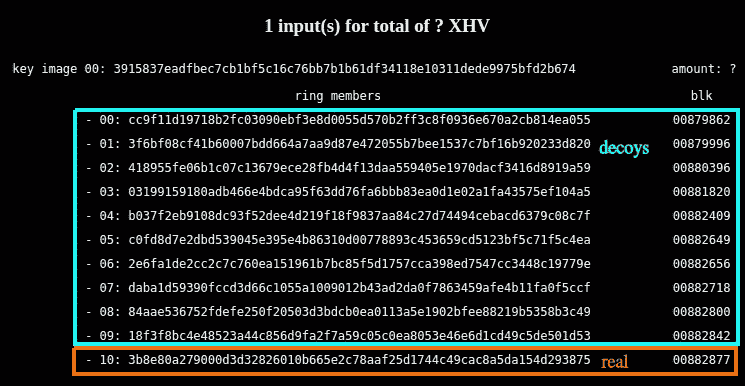 1 input(s) for total of ? XHV
key image 00: 3915837eadfbec7cb1bf5c16c76bb7b1b61df34118e10311dede9975bfd2b674 amount: ?
ring members blk
- 00: cc9f11d19718b2fc03090ebf3e8d0055d570b2ff3c8f0936e670a2cb814ea055 00879862
- 01: 3f6bf08cf41b60007bdd664a7aa9d87e472055b7bee1537c7bf16b920233d820 decoys 00879996
- 02: 418955fe06b1c07c13679ece28fb4d4f13daa559405e1970dacf3416d8919a59 00880396
- 03: 03199159180adb466e4bdca95f63dd76fa6bbb83ea0d1e02a1fa43575ef104a5 00881820
- 04: b037f2eb9108dc93f52dee4d219f18f9837aa84c27d74494cebacd6379c08c7f 00882409
- 05: c0fd8d7e2dbd539045e395e4b86310d00778893c453659cd5123bf5c71f5c4ea 00882649
- 06: 2e6fa1de2cc2c7c760ea151961b7bc85f5d1757cca398ed7547cc3448c19779e 00882656
- 07: daba1d59390fccd3d66c1055a1009012b43ad2da0f7863459afe4b11fa0f5ccf 00882718
- 08: 84aae536752fdefe250f20503d3bdcb0ea0113a5e1902bfee88219b5358b3c49 00882800
- 09: 18f3f8bc4e48523a44c856d9fa2f7a59c05c0ea8053e46e6d1cd49c5de501d53 00882842
- 10: 3b8e80a279000d3d32826010b665e2c78aaf25d1744c49cac8a5da154d293875 real 00882877